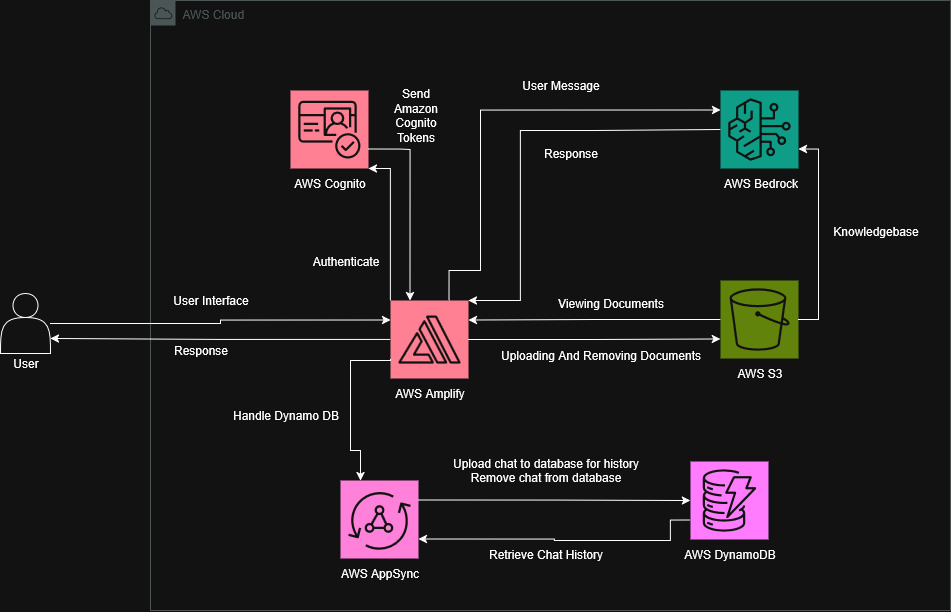 AWS Cloud
Send
Amazon
Cognito
Tokens
User Message
Response
AWS Cognito
AWS Bedrock
Knowledgebase
Authenticate
User Interface
Viewing Documents
User
Response
Uploading And Removing Documents
AWS Amplify
AWS S3
Handle Dynamo DB
Upload chat to database for history
Remove chat from database
Retrieve Chat History
AWS DynamoDB
AWS AppSync